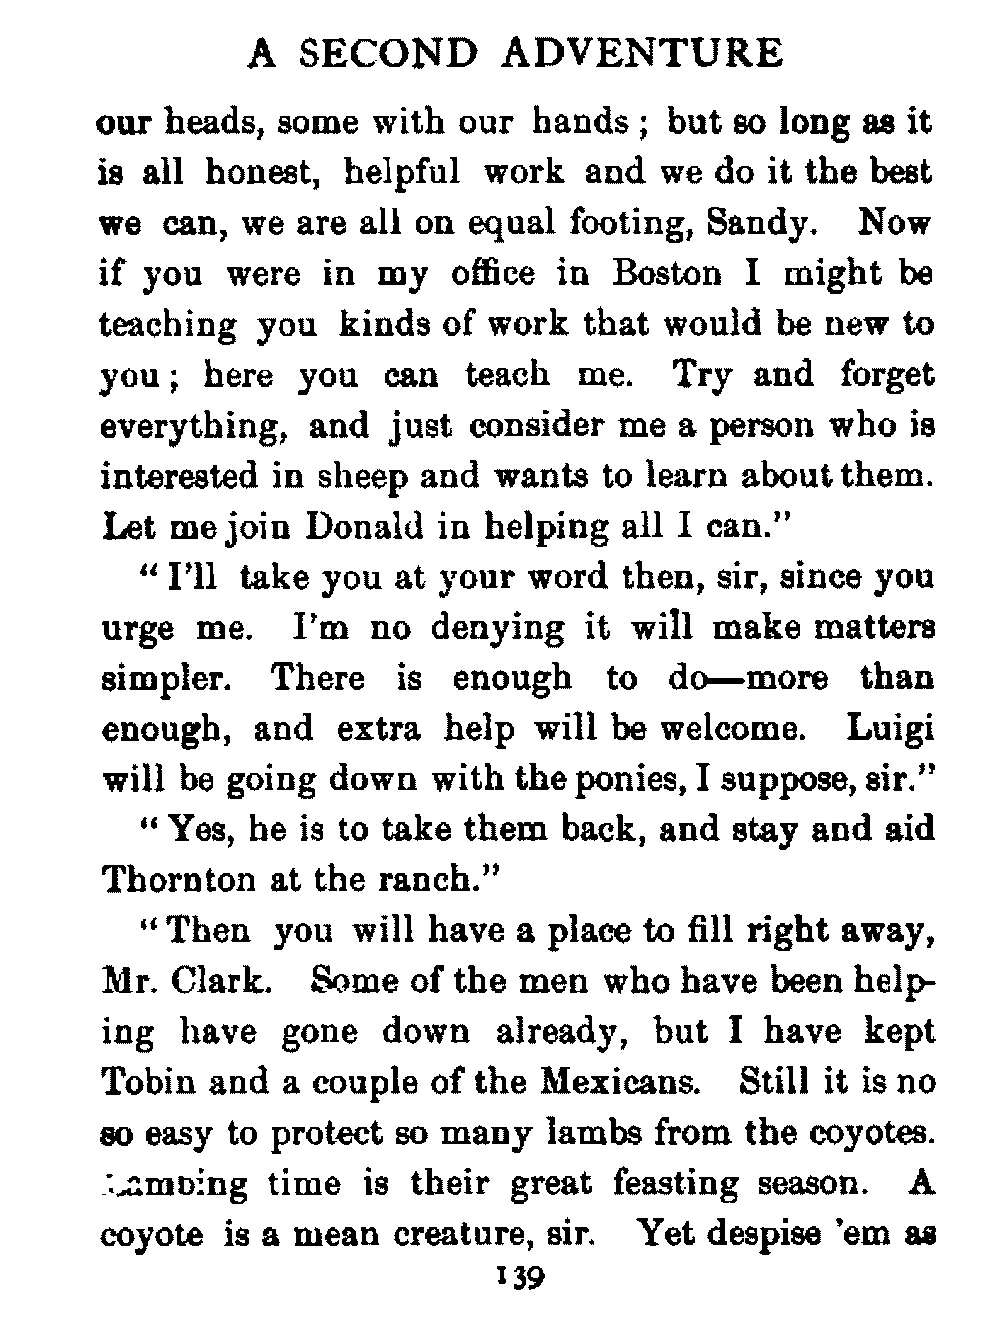 A SECOND ADVENTURE
our heads, some with our hands; but so long as it
is all honest, helpful work and we do it the best
we can, we are all on equal footing, Sandy. Now
if you were in my office in Boston I might be
teaching you kinds of work that would be new to
you; here you can teach me. Try and forget
everything, and just consider me a person who is
interested in sheep and wants to learn about them.
Let me join Donald in helping all I can."
"I'll take you at your word then, sir, since you
urge me. I'm no denying it will make matters
simpler. There is enough to do—more than
enough, and extra help will be welcome. Luigi
will be going down with the ponies, I suppose, sir."
"Yes, he is to take them back, and stay and aid
Thornton at the ranch."
"Then you will have a place to fill right away,
Mr. Clark. Some of the men who have been help-
ing have gone down already, but I have kept
Tobin and a couple of the Mexicans. Still it is no
so easy to protect so many lambs from the coyotes.
Lambing time is their great feasting season. A
coyote is a mean creature, sir. Yet despise 'em as
139